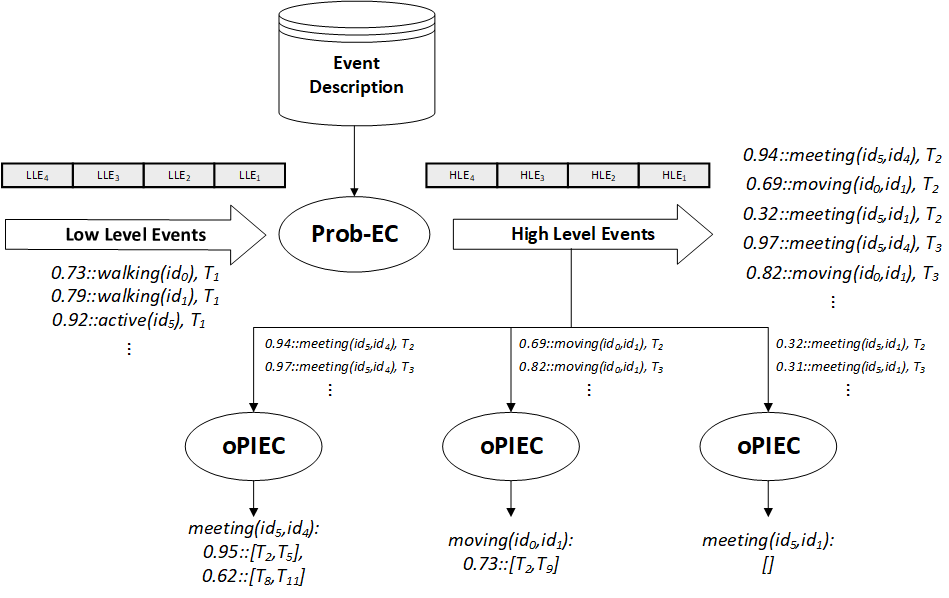 Event
Description
LLE₄ LLE₃ LLE₂ LLE₁
HLE₄ HLE₃ HLE₂ HLE₁
Low Level Events
Prob-EC
High Level Events
0.73::walking(id₀), T₁
0.79::walking(id₁), T₁
0.92::active(id₅), T₁
⋮
0.94::meeting(id₅,id₄), T₂
0.69::moving(id₀,id₁), T₂
0.32::meeting(id₅,id₁), T₂
0.97::meeting(id₅,id₄), T₃
0.82::moving(id₀,id₁), T₃
⋮
0.94::meeting(id₅,id₄), T₂
0.97::meeting(id₅,id₄), T₃
⋮
0.69::moving(id₀,id₁), T₂
0.82::moving(id₀,id₁), T₃
⋮
0.32::meeting(id₅,id₁), T₂
0.31::meeting(id₅,id₁), T₃
⋮
oPIEC
oPIEC
oPIEC
meeting(id₅,id₄):
0.95::[T₂,T₅],
0.62::[T₈,T₁₁]
moving(id₀,id₁):
0.73::[T₂,T₉]
meeting(id₅,id₁):
[]